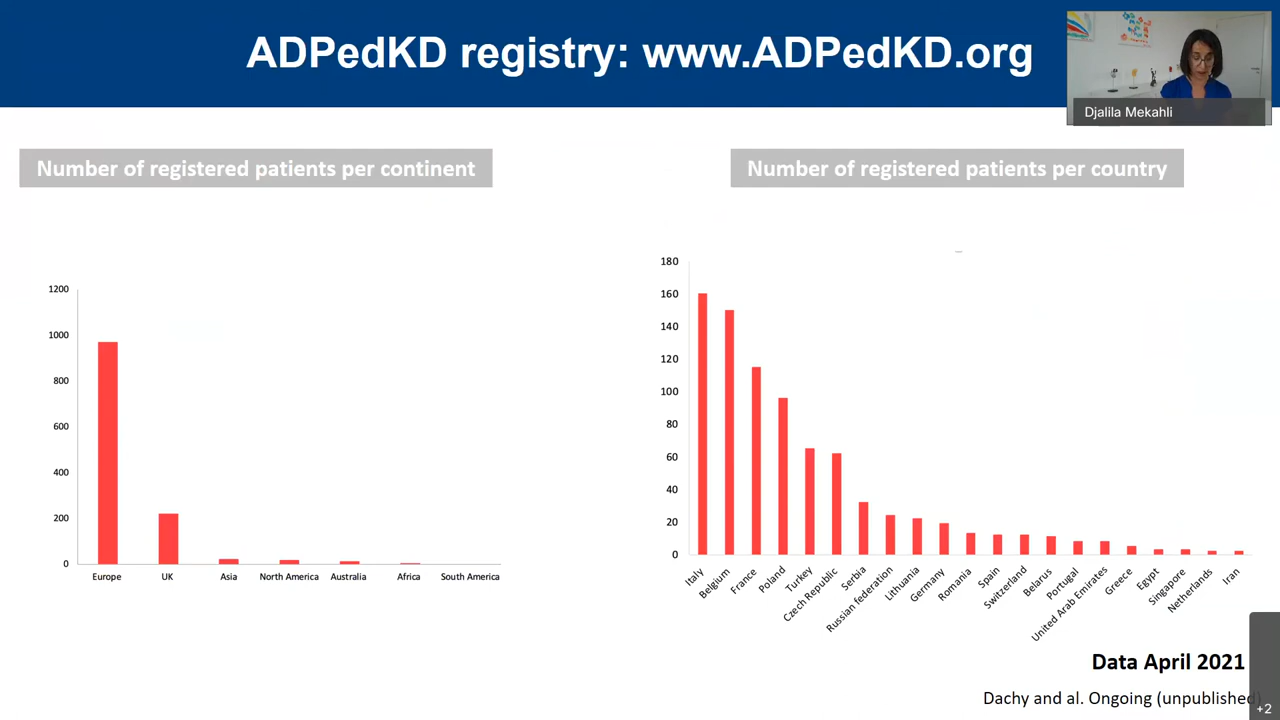 ADPedKD registry: www.ADPedKD.org
Djalila Mekahli
Number of registered patients per continent
Number of registered patients per country
1200
1000
800
600
400
200
0
Europe UK Asia North America Australia Africa South America
180
160
140
120
100
80
60
40
20
0
Italy Belgium France Poland Turkey Czech Republic Serbia Russian federation Lithuania Germany Romania Spain Switzerland Belarus Portugal United Arab Emirates Greece Egypt Singapore Netherlands Iran
Data April 2021
Dachy and al. Ongoing (unpublished)
+2